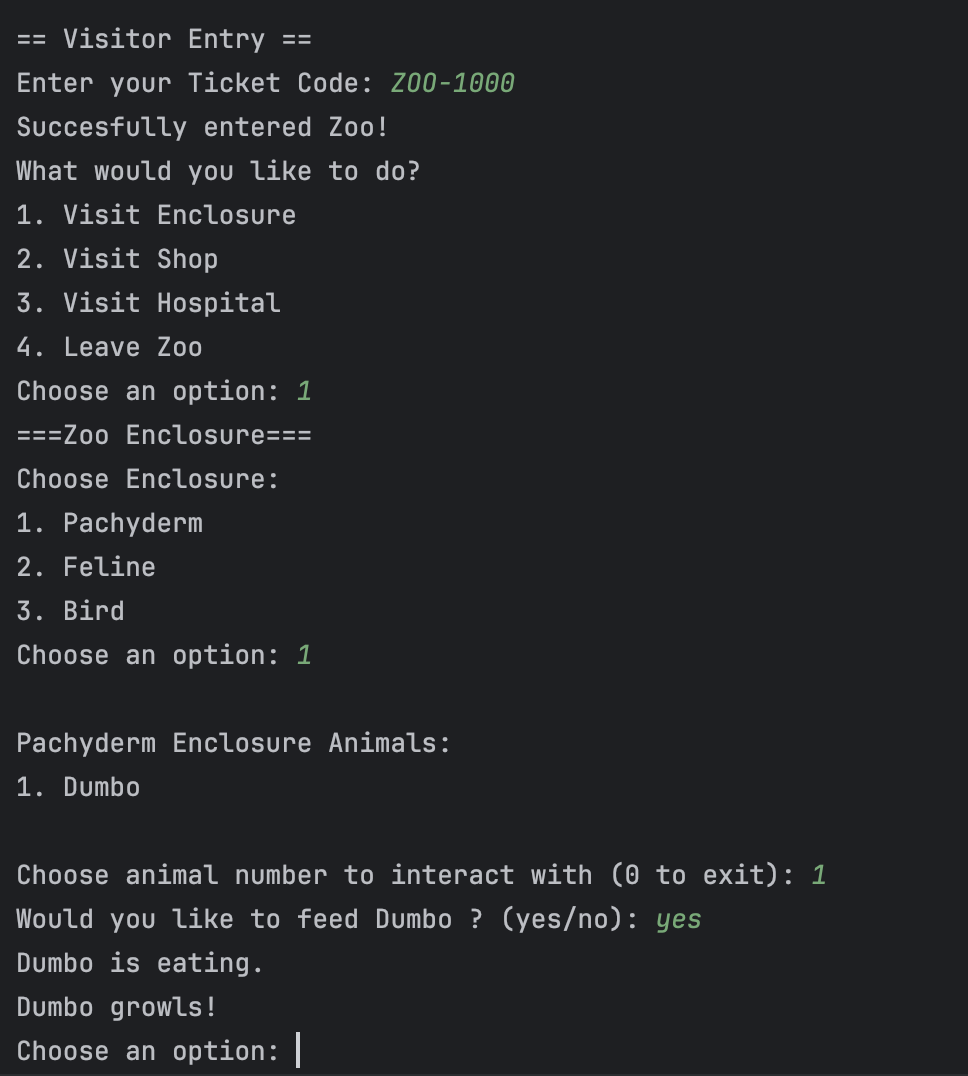 == Visitor Entry ==
Enter your Ticket Code: ZOO-1000
Succesfully entered Zoo!
What would you like to do?
1. Visit Enclosure
2. Visit Shop
3. Visit Hospital
4. Leave Zoo
Choose an option: 1
===Zoo Enclosure===
Choose Enclosure:
1. Pachyderm
2. Feline
3. Bird
Choose an option: 1
Pachyderm Enclosure Animals:
1. Dumbo
Choose animal number to interact with (0 to exit): 1
Would you like to feed Dumbo ? (yes/no): yes
Dumbo is eating.
Dumbo growls!
Choose an option: